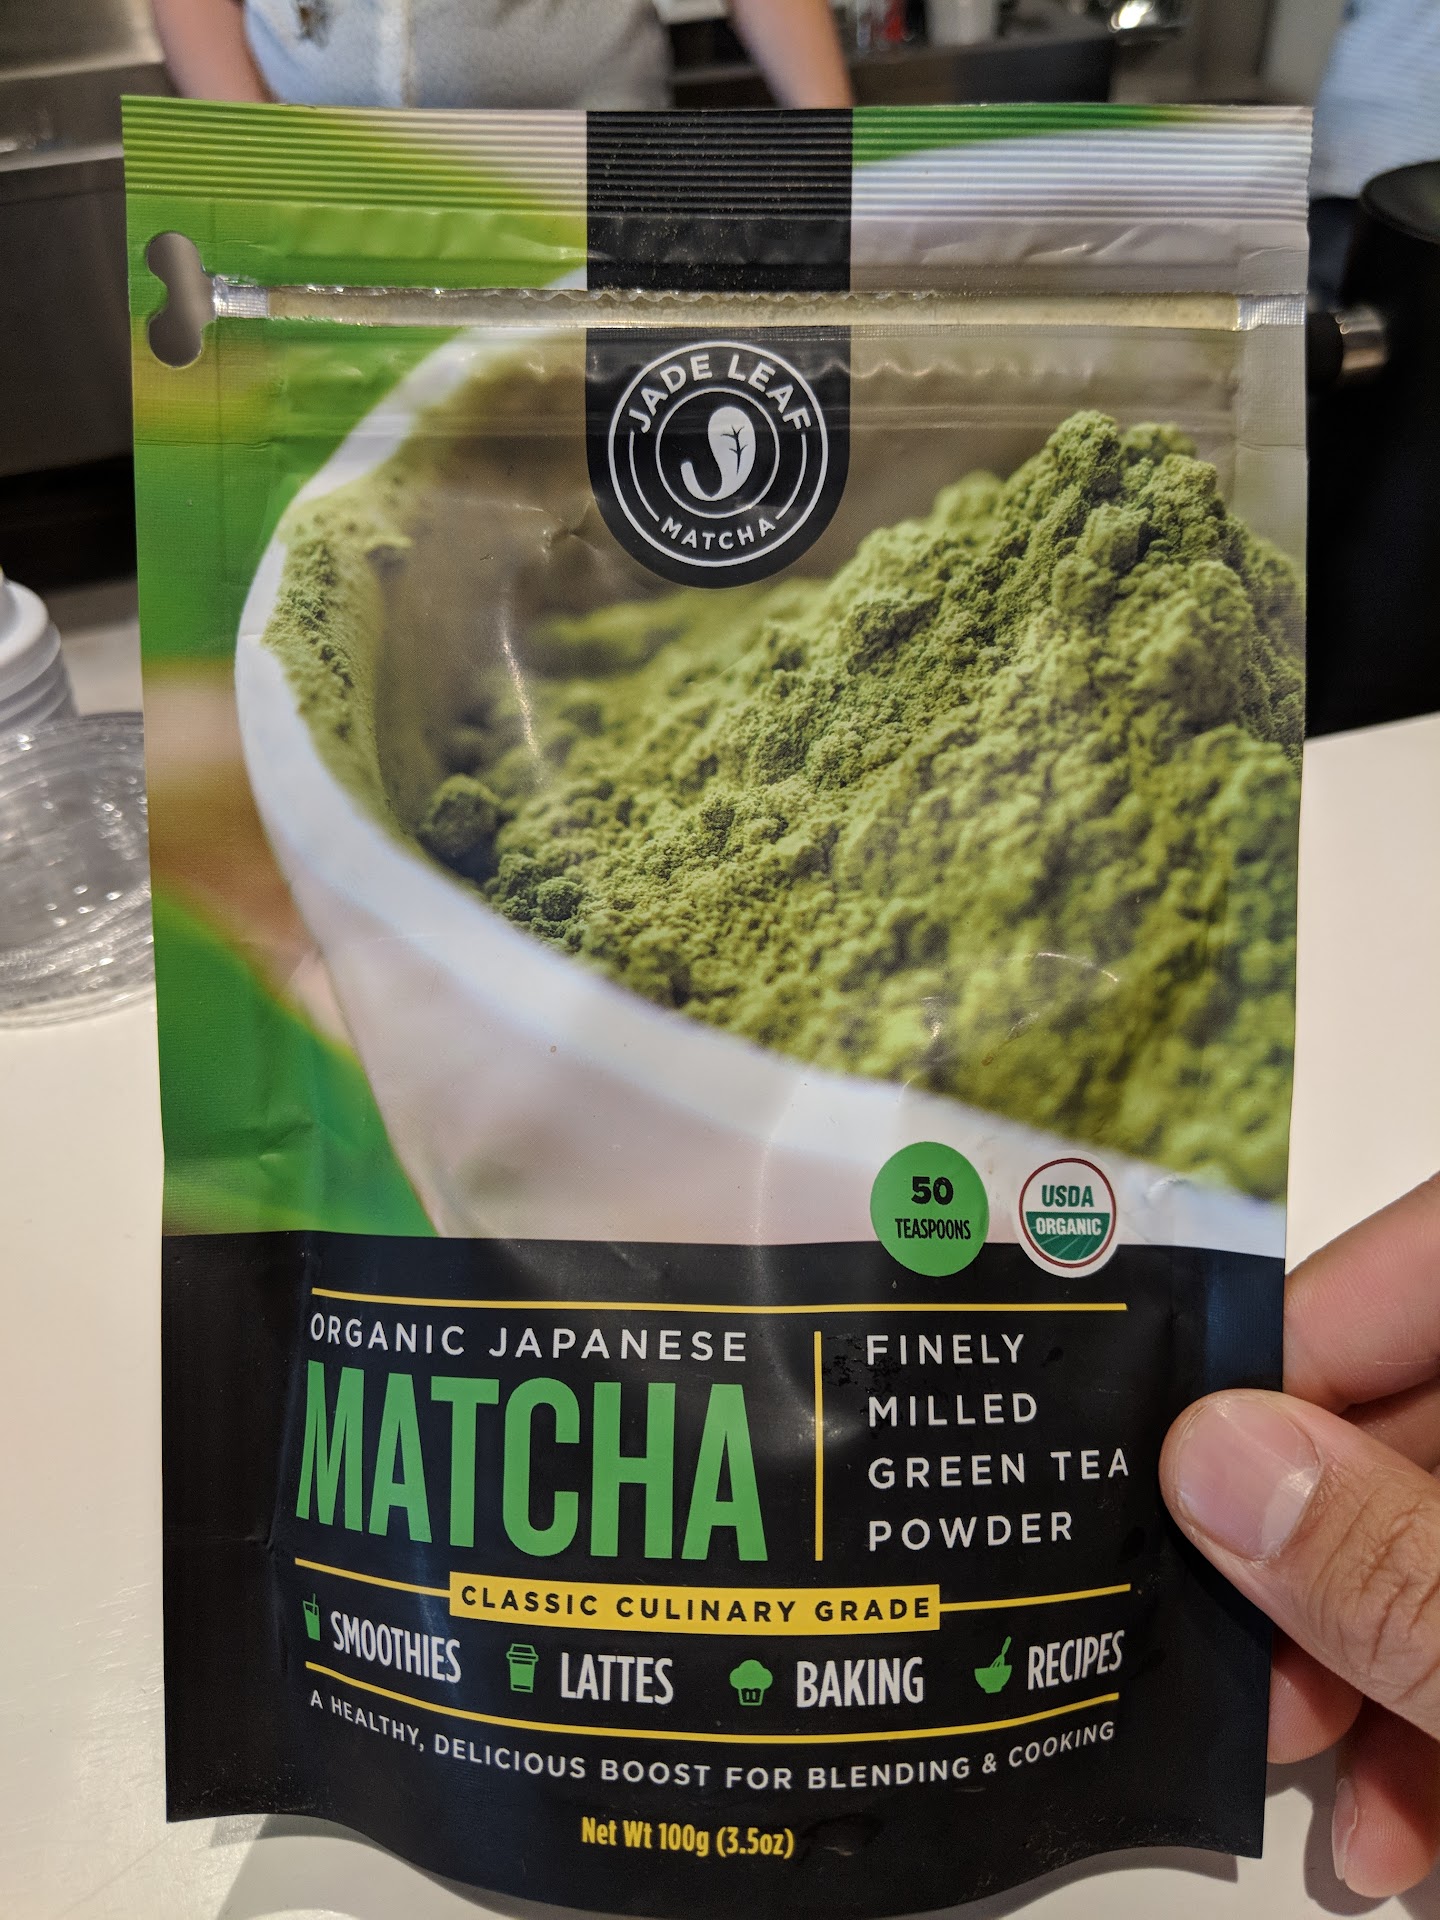 JADE LEAF
MATCHA
50
TEASPOONS
USDA
ORGANIC
ORGANIC JAPANESE
MATCHA
FINELY
MILLED
GREEN TEA
POWDER
CLASSIC CULINARY GRADE
SMOOTHIES
LATTES
BAKING
RECIPES
A HEALTHY, DELICIOUS BOOST FOR BLENDING & COOKING
Net Wt 100g (3.5oz)